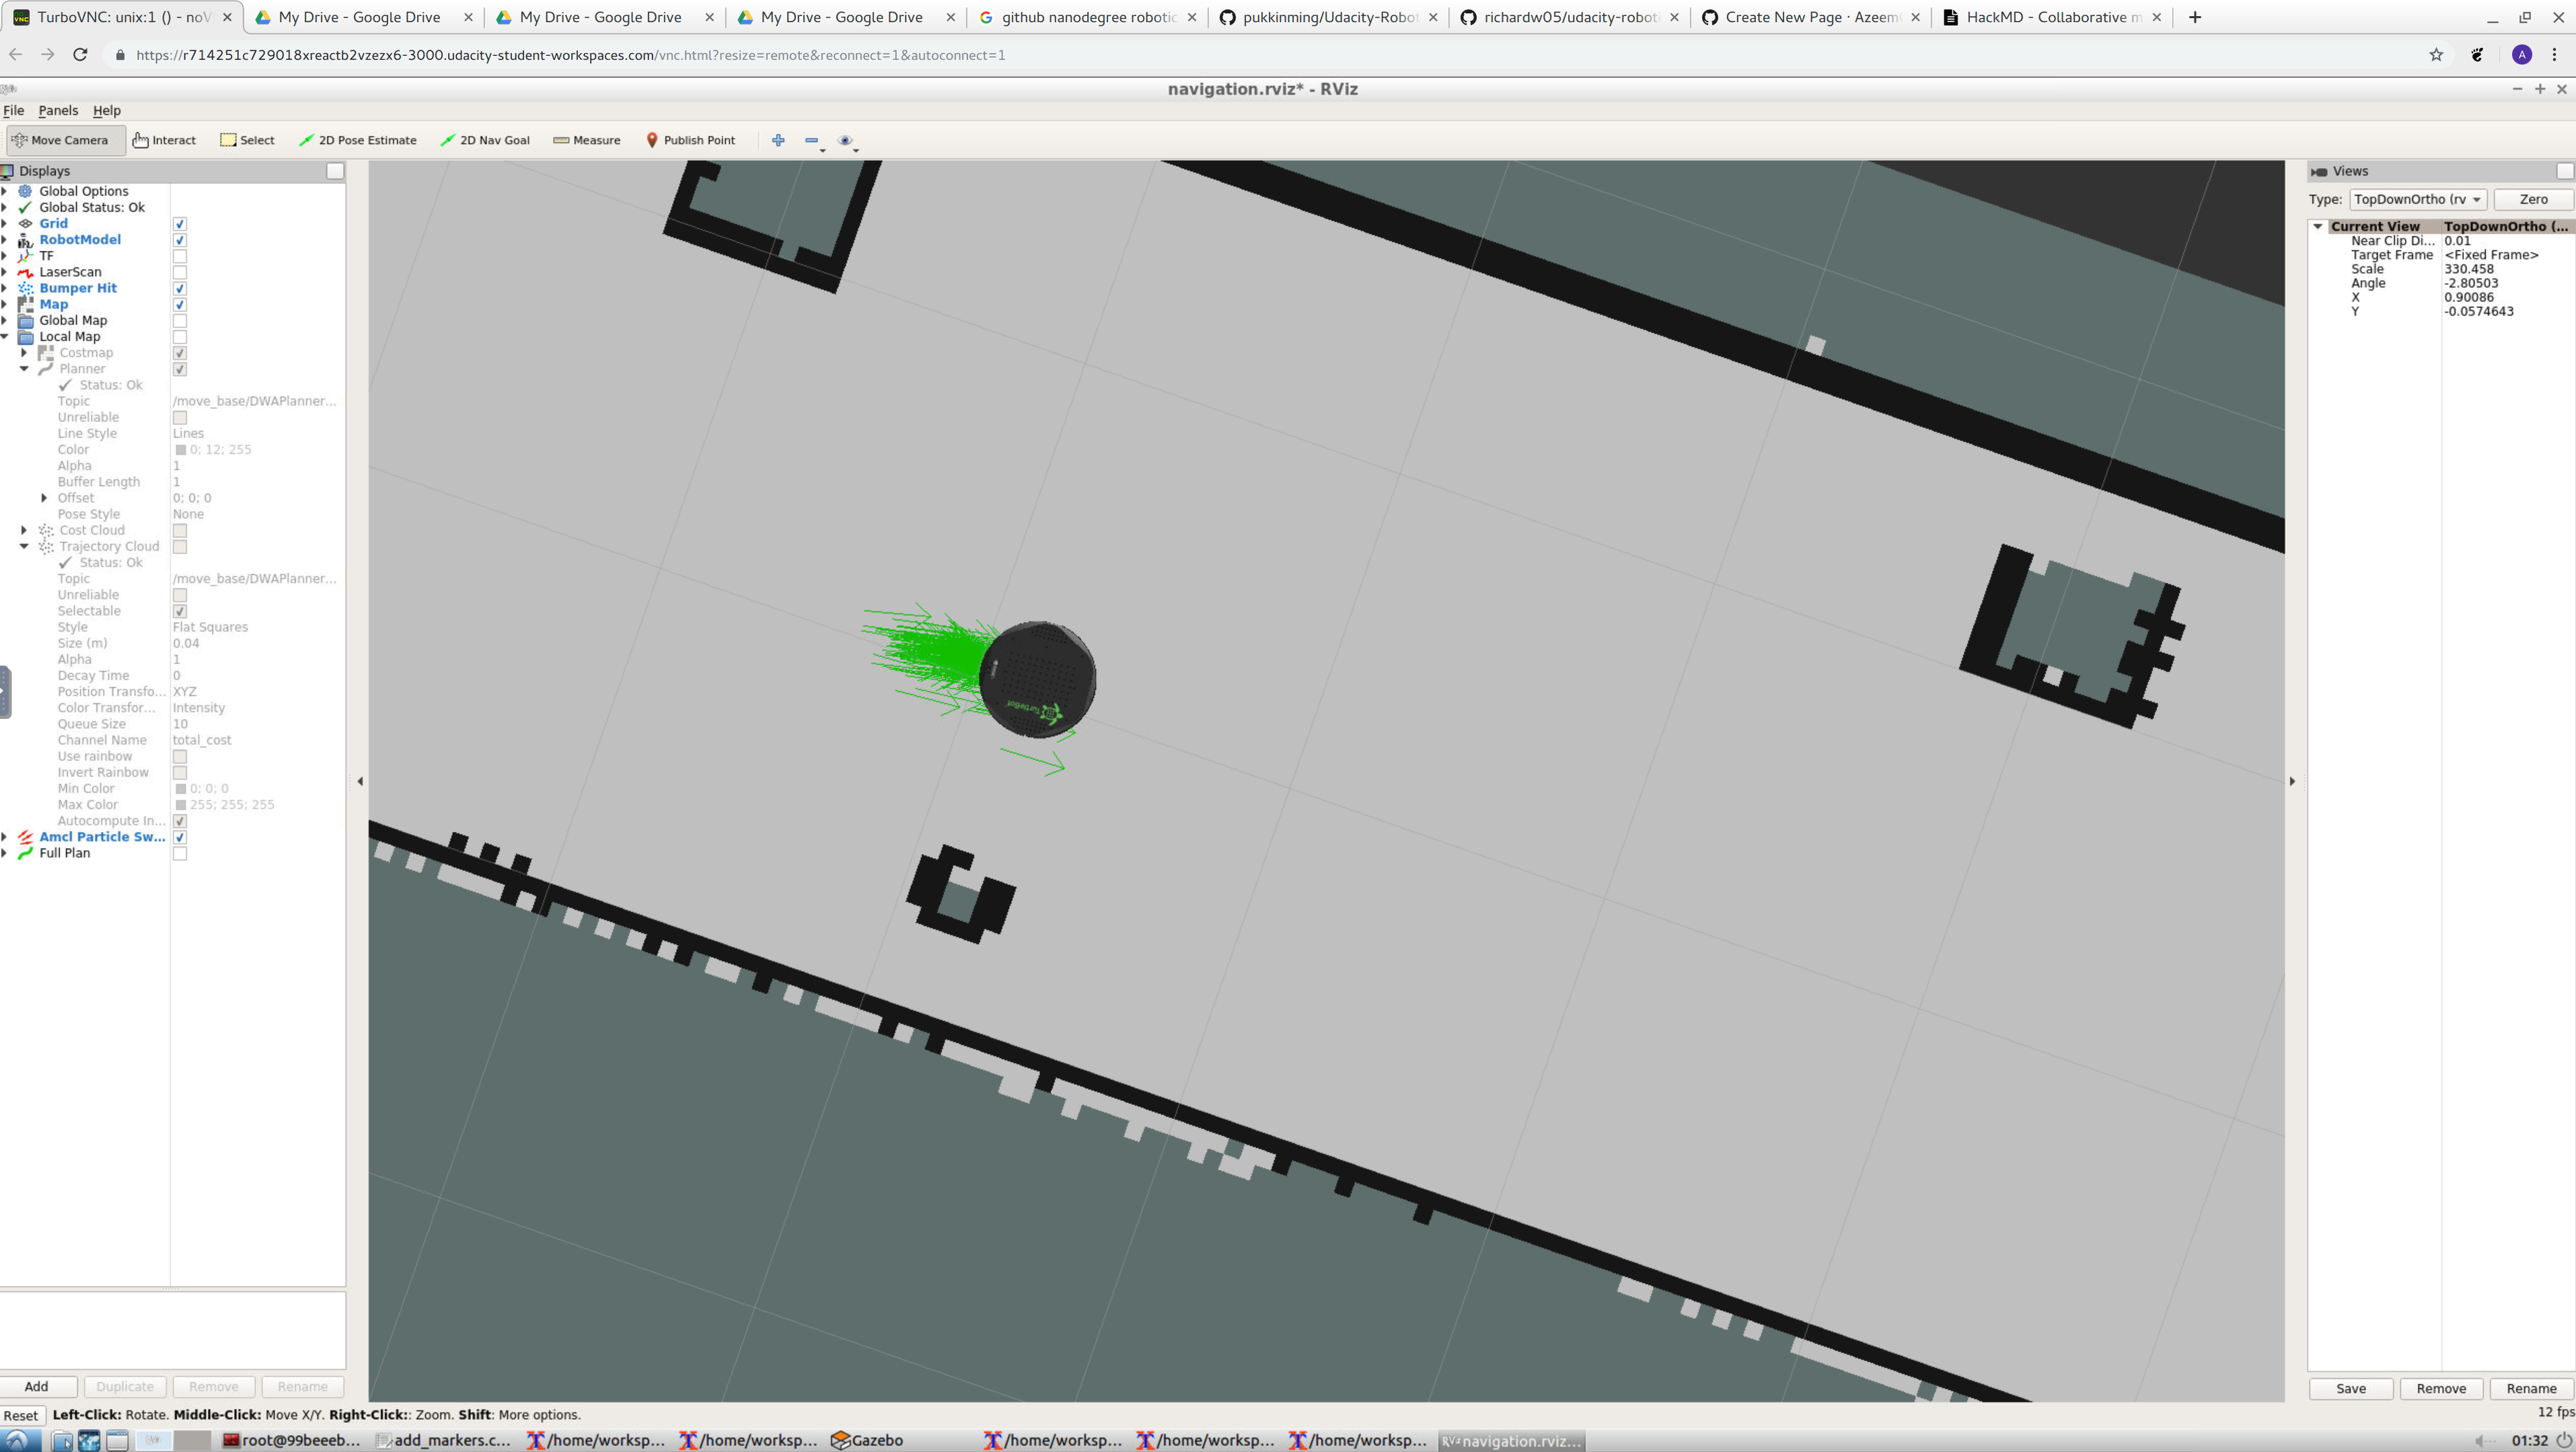 TurboVNC: unix:1 () - noV
My Drive - Google Drive
My Drive - Google Drive
My Drive - Google Drive
github nanodegree robotic
pukkinming/Udacity-Robot
richardw05/udacity-roboti
Create New Page · Azeem
HackMD - Collaborative m
https://r714251c729018xreactb2vzezx6-3000.udacity-student-workspaces.com/vnc.html?resize=remote&reconnect=1&autoconnect=1
A
navigation.rviz* - RViz
File Panels Help
Move Camera Interact Select 2D Pose Estimate 2D Nav Goal Measure Publish Point
Displays
Global Options
Global Status: Ok
Grid
RobotModel
TF
LaserScan
Bumper Hit
Map
Global Map
Local Map
Costmap
Planner
Status: Ok
Topic /move_base/DWAPlanner...
Unreliable
Line Style Lines
Color 0; 12; 255
Alpha 1
Buffer Length 1
Offset 0; 0; 0
Pose Style None
Cost Cloud
Trajectory Cloud
Status: Ok
Topic /move_base/DWAPlanner...
Unreliable
Selectable
Style Flat Squares
Size (m) 0.04
Alpha 1
Decay Time 0
Position Transfo... XYZ
Color Transfor... Intensity
Queue Size 10
Channel Name total_cost
Use rainbow
Invert Rainbow
Min Color 0; 0; 0
Max Color 255; 255; 255
Autocompute In...
Amcl Particle Sw...
Full Plan
Add Duplicate Remove Rename
TurtleBot
Views
Type: TopDownOrtho (rv Zero
Current View TopDownOrtho (...
Near Clip Di... 0.01
Target Frame <Fixed Frame>
Scale 330.458
Angle -2.80503
X 0.90086
Y -0.0574643
Save Remove Rename
Reset Left-Click: Rotate. Middle-Click: Move X/Y. Right-Click:: Zoom. Shift: More options.
12 fps
root@99beeeb... add_markers.c... /home/worksp... /home/worksp... Gazebo /home/worksp... /home/worksp... /home/worksp... navigation.rviz... 01:32